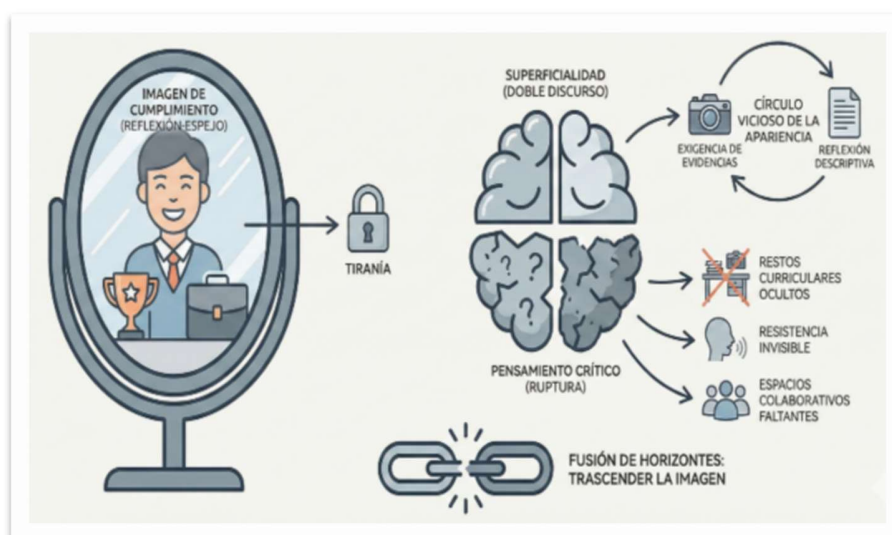 IMAGEN DE
CUMPLIMIENTO
(REFLEXIÓN-ESPEJO)
TIRANÍA
SUPERFICIALIDAD
(DOBLE DISCURSO)
EXIGENCIA DE
EVIDENCIAS
CÍRCULO
VICIOSO DE LA
APARIENCIA
REFLEXIÓN
DESCRIPTIVA
? ?
?
PENSAMIENTO CRÍTICO
(RUPTURA)
RESTOS
CURRICULARES
OCULTOS
RESISTENCIA
INVISIBLE
ESPACIOS
COLABORATIVOS
FALTANTES
FUSIÓN DE HORIZONTES:
TRASCENDER LA IMAGEN